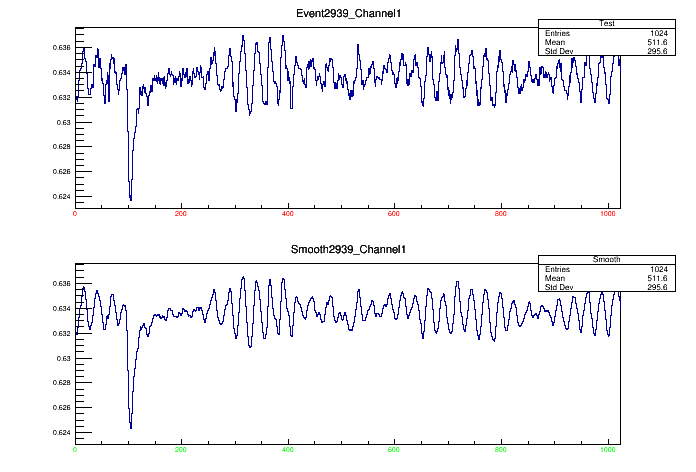 Event2939_Channel1
Test
Entries 1024
Mean 511.6
Std Dev 295.6
0.636
0.634
0.632
0.63
0.628
0.626
0.624
0 200 400 600 800 1000
Smooth2939_Channel1
Smooth
Entries 1024
Mean 511.6
Std Dev 295.6
0.636
0.634
0.632
0.63
0.628
0.626
0.624
0 200 400 600 800 1000